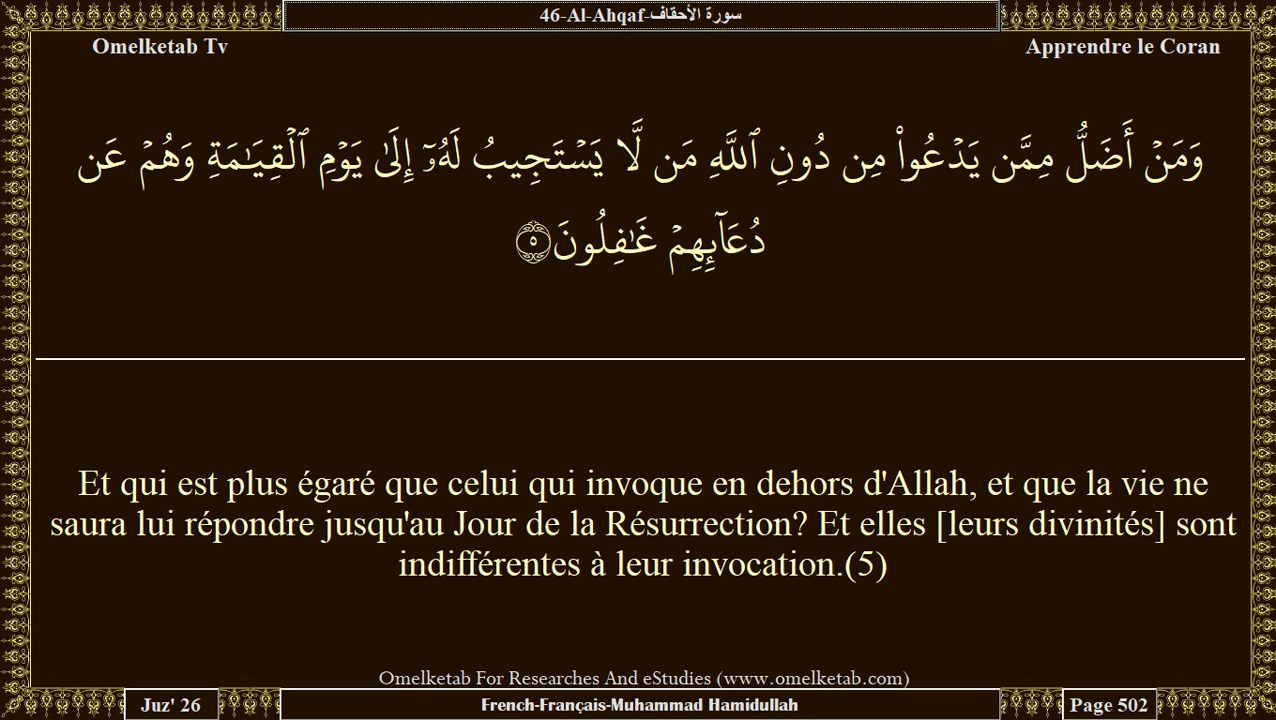 46-Al-Ahqaf-سورة الأحقاف
Omelketab Tv
Apprendre le Coran
وَمَنۡ أَضَلُّ مِمَّن يَدۡعُواْ مِن دُونِ ٱللَّهِ مَن لَّا يَسۡتَجِيبُ لَهُۥٓ إِلَىٰ يَوۡمِ ٱلۡقِيَٰمَةِ وَهُمۡ عَن
دُعَآئِهِمۡ غَٰفِلُونَ ٥
Et qui est plus égaré que celui qui invoque en dehors d'Allah, et que la vie ne
saura lui répondre jusqu'au Jour de la Résurrection? Et elles [leurs divinités] sont
indifférentes à leur invocation.(5)
Omelketab For Researches And eStudies (www.omelketab.com)
Juz' 26
French-Français-Muhammad Hamidullah
Page 502